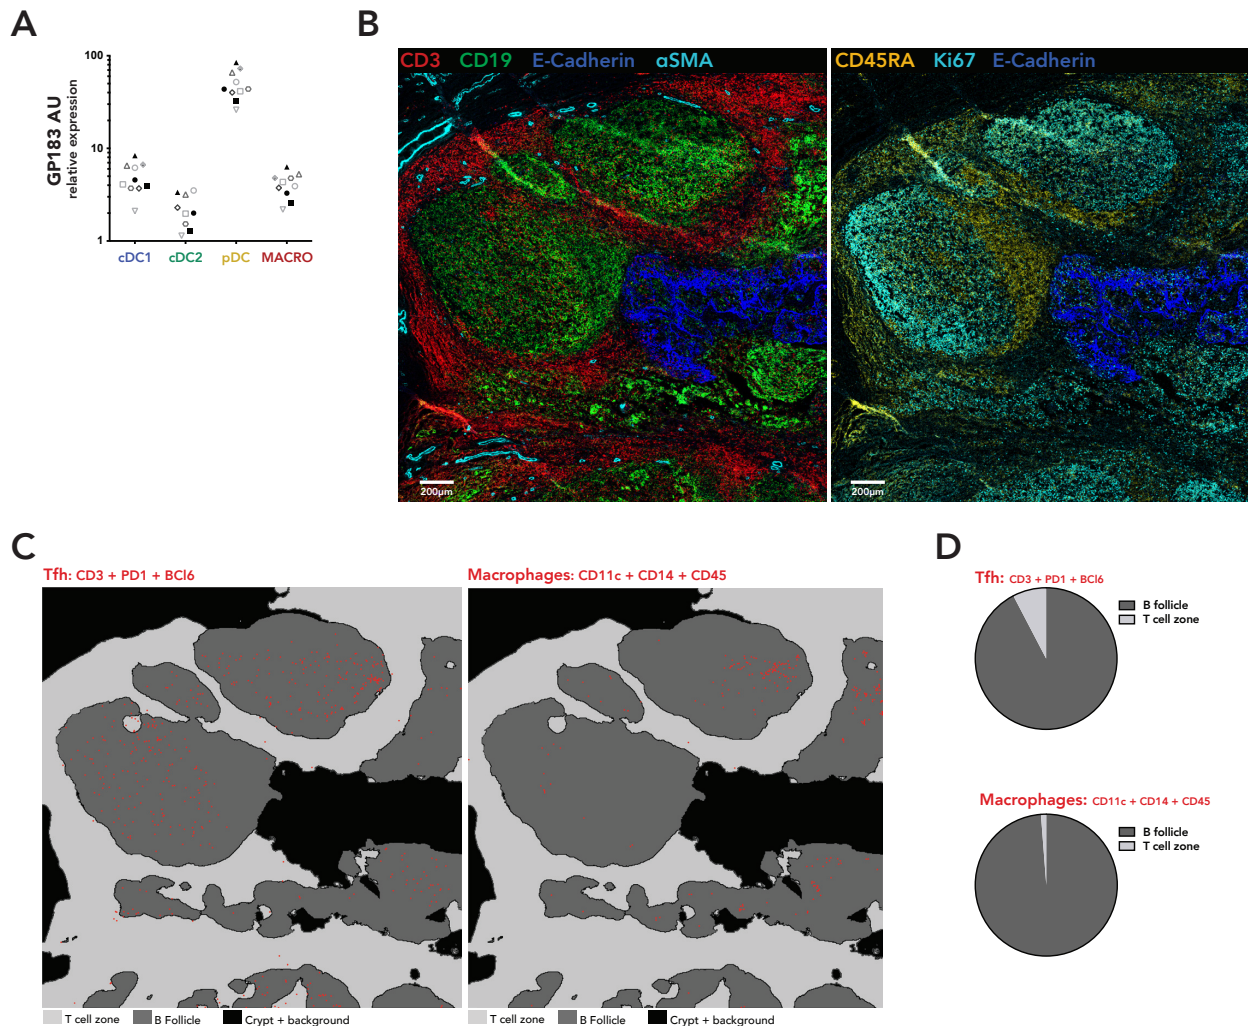 A
GP183 AU
relative expression
100
10
1
cDC1 cDC2 pDC MACRO
B
CD3 CD19 E-Cadherin αSMA
200µm
CD45RA Ki67 E-Cadherin
200µm
C
Tfh: CD3 + PD1 + BCl6
Macrophages: CD11c + CD14 + CD45
T cell zone B Follicle Crypt + background
T cell zone B Follicle Crypt + background
D
Tfh: CD3 + PD1 + BCl6
B follicle
T cell zone
Macrophages: CD11c + CD14 + CD45
B follicle
T cell zone